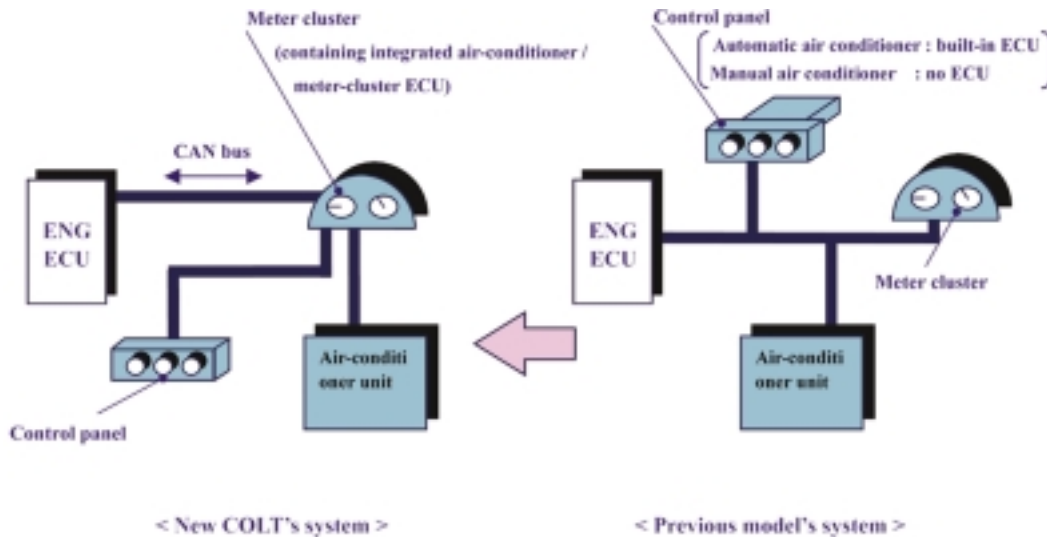 Meter cluster
(containing integrated air-conditioner /
meter-cluster ECU)
CAN bus
ENG
ECU
Air-conditi
oner unit
Control panel
< New COLT's system >
Control panel
Automatic air conditioner : built-in ECU
Manual air conditioner : no ECU
ENG
ECU
Meter cluster
Air-conditi
oner unit
< Previous model's system >